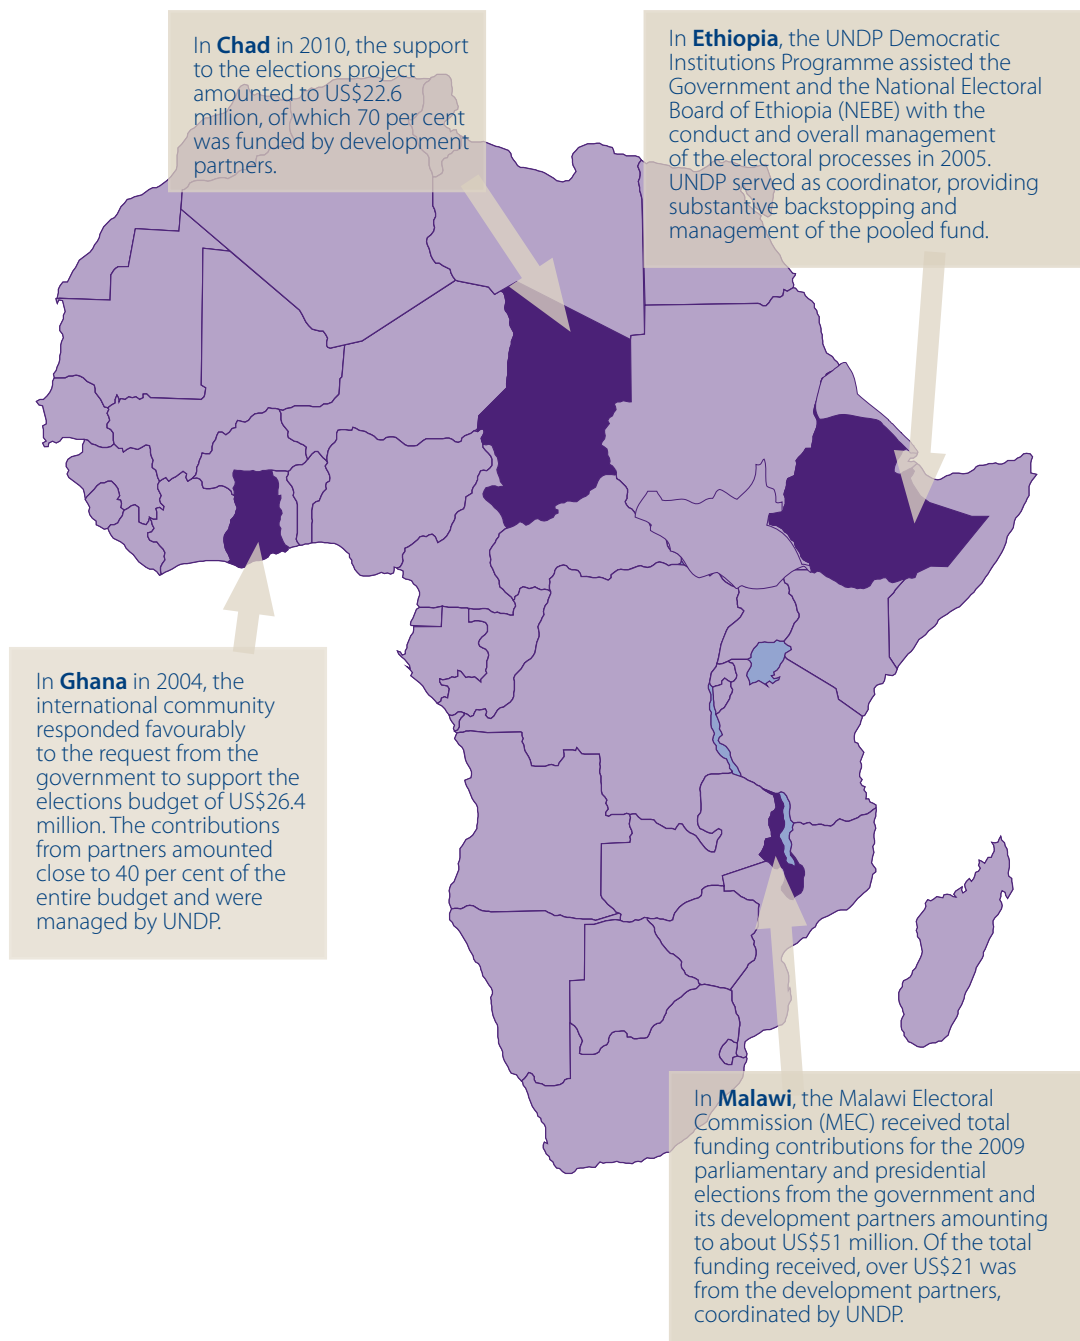 In Chad in 2010, the support
to the elections project
amounted to US$22.6
million, of which 70 per cent
was funded by development
partners.
In Ethiopia, the UNDP Democratic
Institutions Programme assisted the
Government and the National Electoral
Board of Ethiopia (NEBE) with the
conduct and overall management
of the electoral processes in 2005.
UNDP served as coordinator, providing
substantive backstopping and
management of the pooled fund.
In Ghana in 2004, the
international community
responded favourably
to the request from the
government to support the
elections budget of US$26.4
million. The contributions
from partners amounted
close to 40 per cent of the
entire budget and were
managed by UNDP.
In Malawi, the Malawi Electoral
Commission (MEC) received total
funding contributions for the 2009
parliamentary and presidential
elections from the government and
its development partners amounting
to about US$51 million. Of the total
funding received, over US$21 was
from the development partners,
coordinated by UNDP.